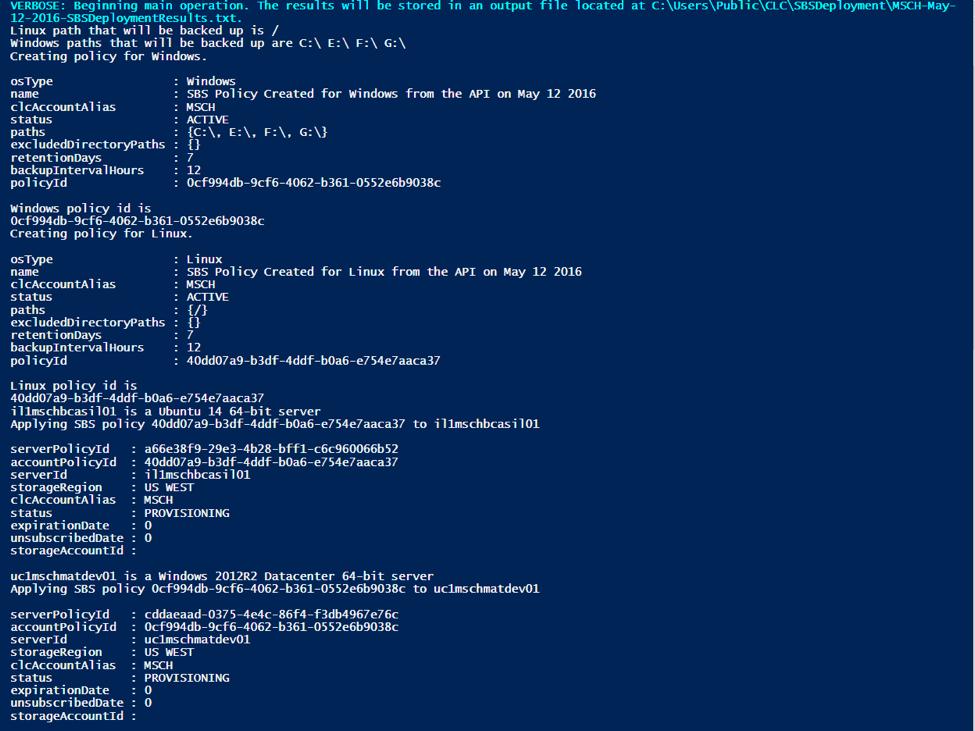 VERBOSE: Beginning main operation. The results will be stored in an output file located at C:\Users\Public\CLC\SBSDeployment\MSCH-May-
12-2016-SBSDeploymentResults.txt.
Linux path that will be backed up is /
Windows paths that will be backed up are C:\ E:\ F:\ G:\
Creating policy for Windows.
osType : Windows
name : SBS Policy Created for Windows from the API on May 12 2016
clcAccountAlias : MSCH
status : ACTIVE
paths : {C:\, E:\, F:\, G:\}
excludedDirectoryPaths : {}
retentionDays : 7
backupIntervalHours : 12
policyId : 0cf994db-9cf6-4062-b361-0552e6b9038c
Windows policy id is
0cf994db-9cf6-4062-b361-0552e6b9038c
Creating policy for Linux.
osType : Linux
name : SBS Policy Created for Linux from the API on May 12 2016
clcAccountAlias : MSCH
status : ACTIVE
paths : {/}
excludedDirectoryPaths : {}
retentionDays : 7
backupIntervalHours : 12
policyId : 40dd07a9-b3df-4ddf-b0a6-e754e7aaca37
Linux policy id is
40dd07a9-b3df-4ddf-b0a6-e754e7aaca37
il1mschbcasil01 is a Ubuntu 14 64-bit server
Applying SBS policy 40dd07a9-b3df-4ddf-b0a6-e754e7aaca37 to il1mschbcasil01
serverPolicyId : a66e38f9-29e3-4b28-bff1-c6c960066b52
accountPolicyId : 40dd07a9-b3df-4ddf-b0a6-e754e7aaca37
serverId : il1mschbcasil01
storageRegion : US WEST
clcAccountAlias : MSCH
status : PROVISIONING
expirationDate : 0
unsubscribedDate : 0
storageAccountId :
uc1mschmatdev01 is a Windows 2012R2 Datacenter 64-bit server
Applying SBS policy 0cf994db-9cf6-4062-b361-0552e6b9038c to uc1mschmatdev01
serverPolicyId : cddaeaad-0375-4e4c-86f4-f3db4967e76c
accountPolicyId : 0cf994db-9cf6-4062-b361-0552e6b9038c
serverId : uc1mschmatdev01
storageRegion : US WEST
clcAccountAlias : MSCH
status : PROVISIONING
expirationDate : 0
unsubscribedDate : 0
storageAccountId :